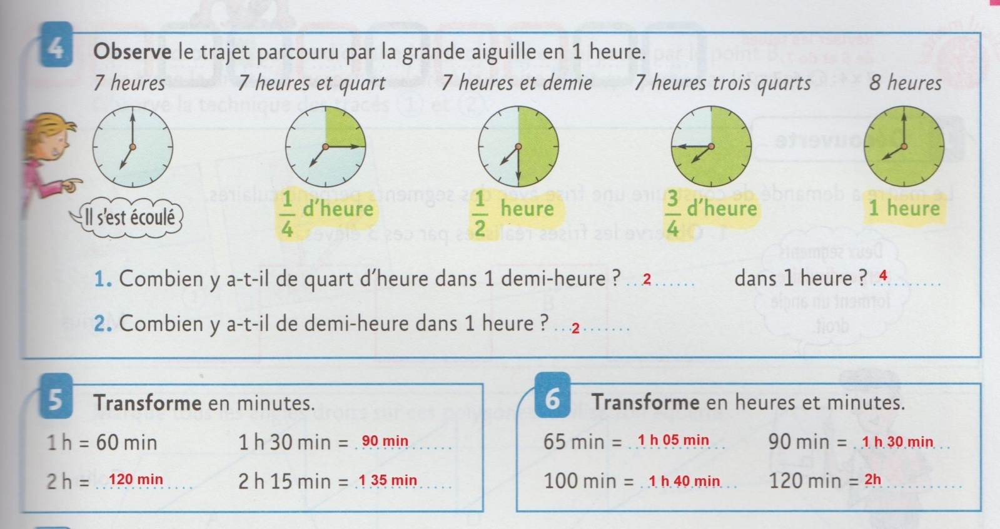 4 Observe le trajet parcouru par la grande aiguille en 1 heure.
7 heures 7 heures et quart 7 heures et demie 7 heures trois quarts 8 heures
Il s'est écoulé 1/4 d'heure 1/2 heure 3/4 d'heure 1 heure
1. Combien y a-t-il de quart d'heure dans 1 demi-heure ? 2 dans 1 heure ? 4
2. Combien y a-t-il de demi-heure dans 1 heure ? 2
5 Transforme en minutes.
1 h = 60 min 1 h 30 min = 90 min
2 h = 120 min 2 h 15 min = 1 35 min
6 Transforme en heures et minutes.
65 min = 1 h 05 min 90 min = 1 h 30 min
100 min = 1 h 40 min 120 min = 2h